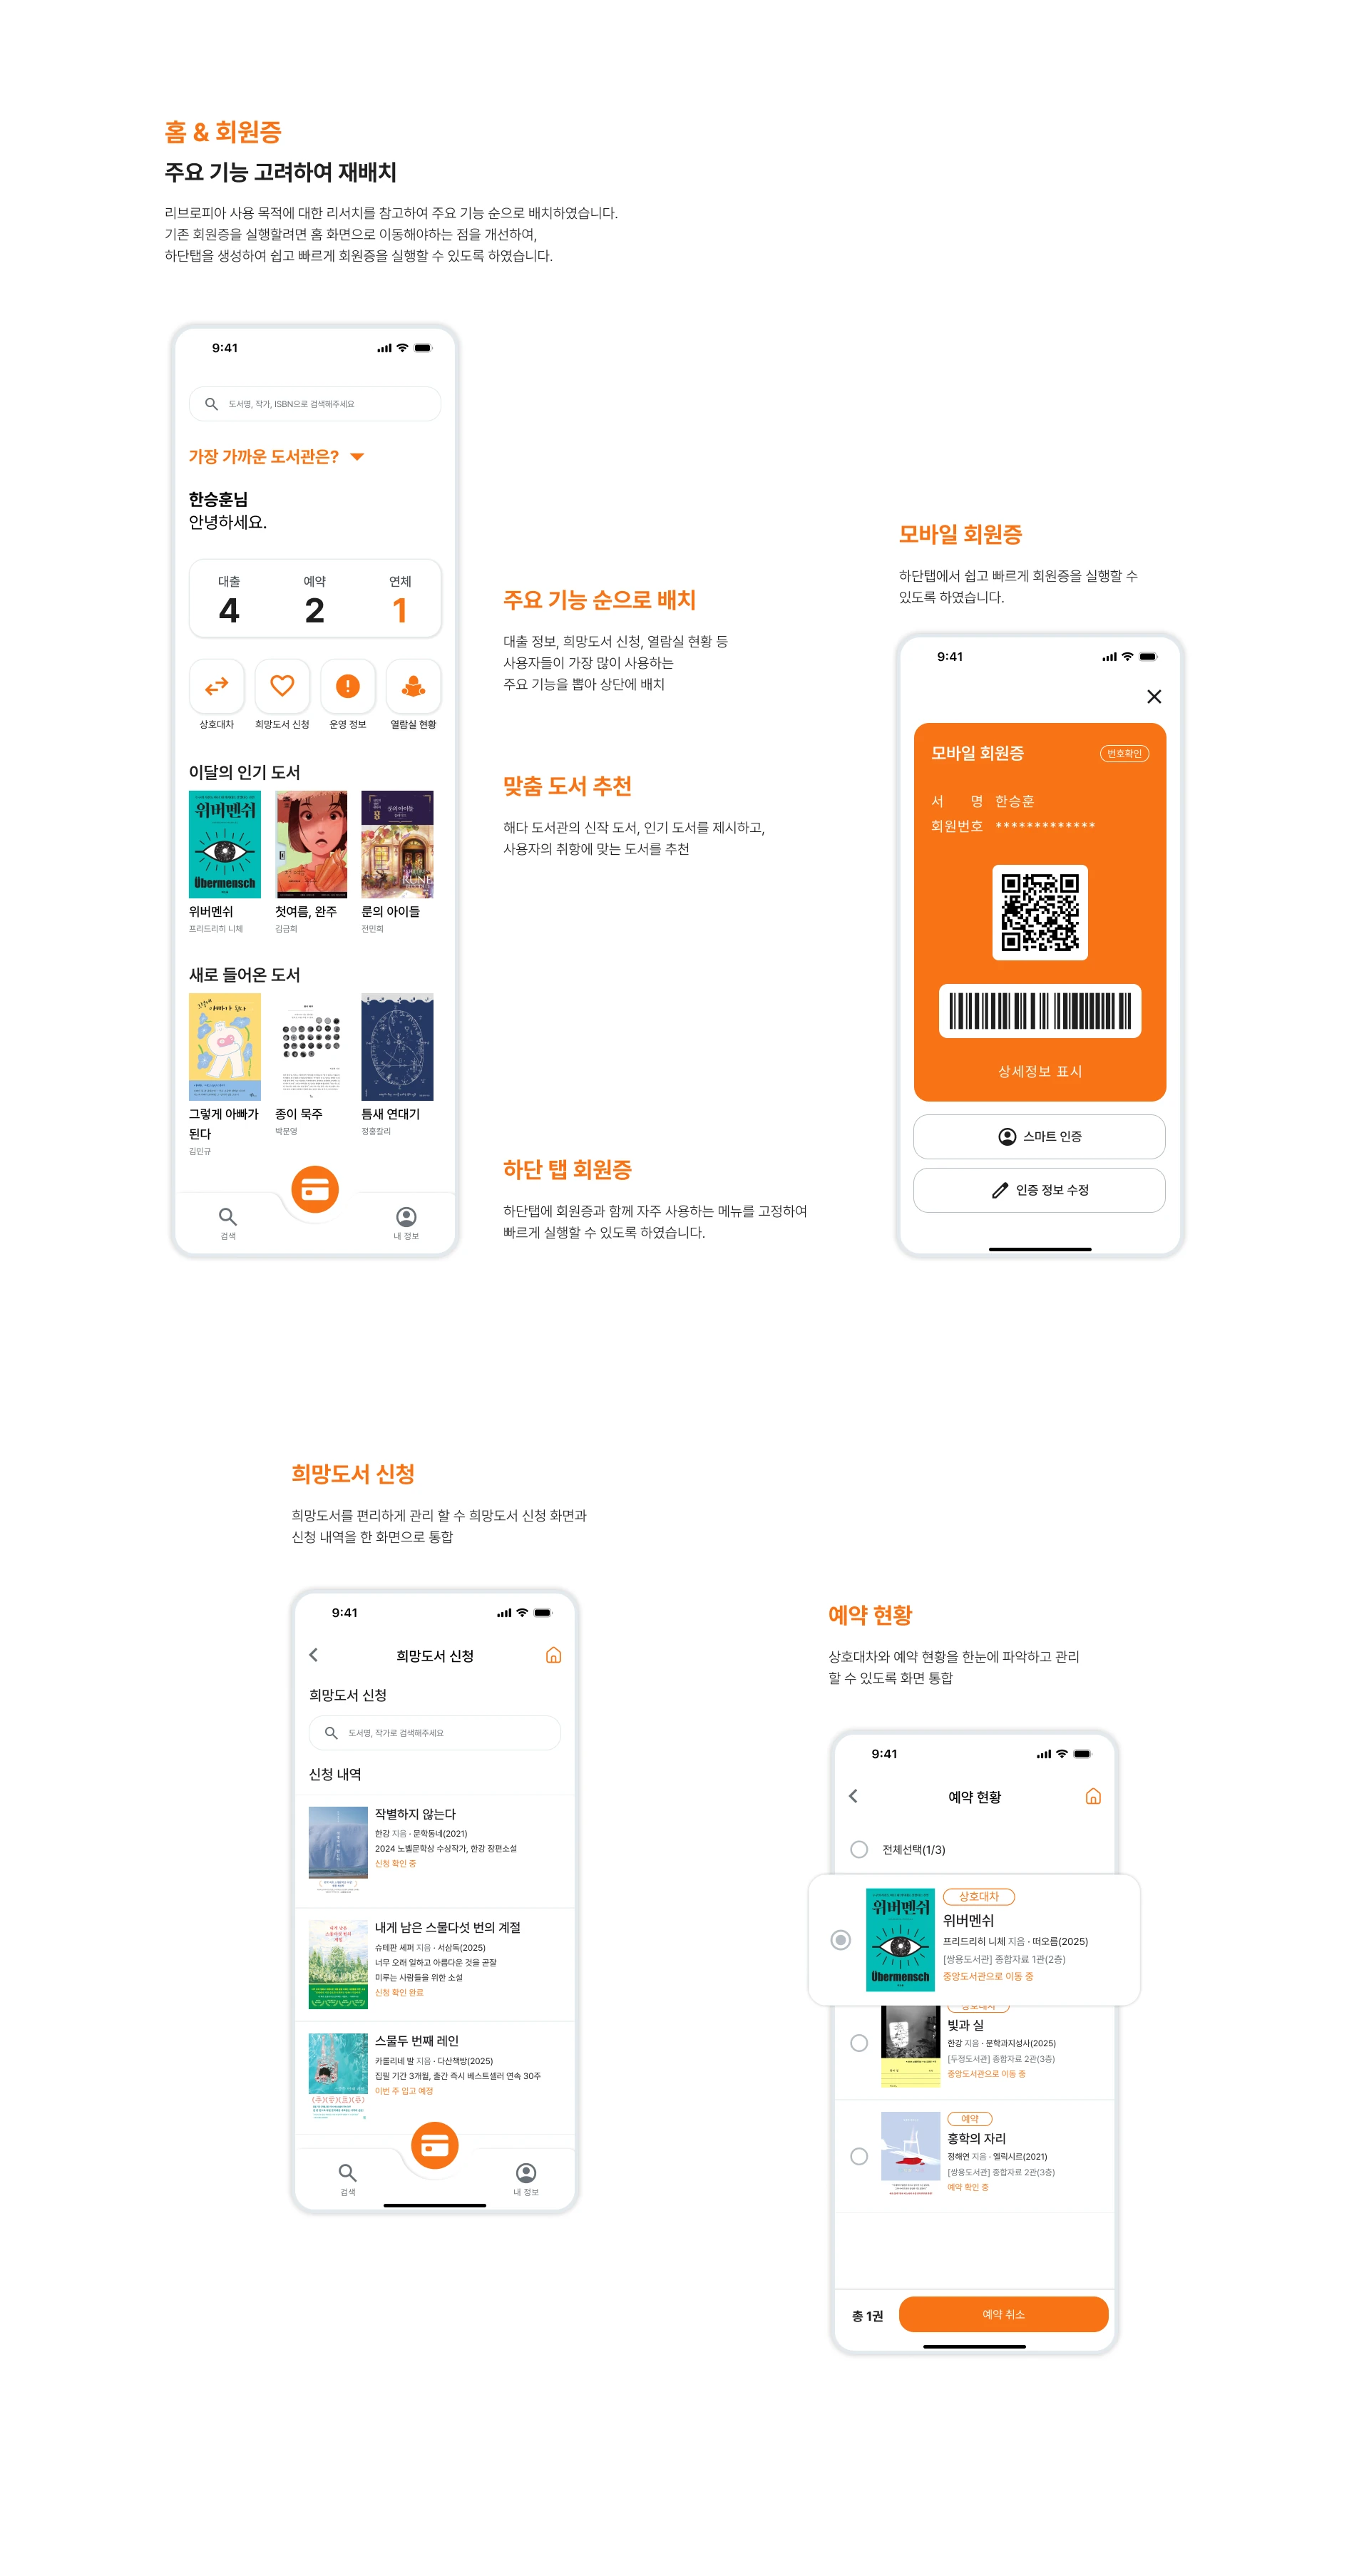 홈 & 회원증
주요 기능 고려하여 재배치
리브로피아 사용 목적에 대한 리서치를 참고하여 주요 기능 순으로 배치하였습니다.
기존 회원증을 실행할려면 홈 화면으로 이동해야하는 점을 개선하여,
하단탭을 생성하여 쉽고 빠르게 회원증을 실행할 수 있도록 하였습니다.
9:41
도서명, 작가, ISBN으로 검색해주세요
가장 가까운 도서관은?
한승훈님
안녕하세요.
대출 예약 연체
4 2 1
상호대차 희망도서 신청 운영 정보 열람실 현황
이달의 인기 도서
위버멘쉬
Übermensch
룬의 아이들
RUNE
위버멘쉬 첫여름, 완주 룬의 아이들
프리드리히 니체 김금희 전민희
새로 들어온 도서
그렇게 아빠가 된다
종이 묵주 틈새 연대기
김민규 박문영 정홍칼리
검색 내 정보
주요 기능 순으로 배치
대출 정보, 희망도서 신청, 열람실 현황 등
사용자들이 가장 많이 사용하는
주요 기능을 뽑아 상단에 배치
맞춤 도서 추천
해다 도서관의 신작 도서, 인기 도서를 제시하고,
사용자의 취항에 맞는 도서를 추천
하단 탭 회원증
하단탭에 회원증과 함께 자주 사용하는 메뉴를 고정하여
빠르게 실행할 수 있도록 하였습니다.
모바일 회원증
하단탭에서 쉽고 빠르게 회원증을 실행할 수
있도록 하였습니다.
9:41
모바일 회원증 번호확인
서 명 한승훈
회원번호 *************
상세정보 표시
스마트 인증
인증 정보 수정
희망도서 신청
희망도서를 편리하게 관리 할 수 희망도서 신청 화면과
신청 내역을 한 화면으로 통합
9:41
희망도서 신청
희망도서 신청
도서명, 작가로 검색해주세요
신청 내역
작별하지 않는다
한강 지음 · 문학동네(2021)
2024 노벨문학상 수상작가, 한강 장편소설
신청 확인 중
내게 남은
스물다섯 번의
계절
내게 남은 스물다섯 번의 계절
슈테판 셰퍼 지음 · 서삼독(2025)
너무 오래 일하고 아름다운 것을 곧잘
미루는 사람들을 위한 소설
신청 확인 완료
스물두 번째 레인
카롤리네 발 지음 · 다산책방(2025)
집필 기간 3개월, 출간 즉시 베스트셀러 연속 30주
이번 주 입고 예정
검색 내 정보
예약 현황
상호대차와 예약 현황을 한눈에 파악하고 관리
할 수 있도록 화면 통합
9:41
예약 현황
전체선택(1/3)
위버멘쉬
Übermensch
상호대차
위버멘쉬
프리드리히 니체 지음 · 떠오름(2025)
[쌍용도서관] 종합자료 1관(2층)
중앙도서관으로 이동 중
상호대차
빛과 실
한강 지음 · 문학과지성사(2025)
[두정도서관] 종합자료 2관(3층)
중앙도서관으로 이동 중
예약
홍학의 자리
정해연 지음 · 엘릭시르(2021)
[쌍용도서관] 종합자료 2관(3층)
예약 확인 중
총 1권 예약 취소